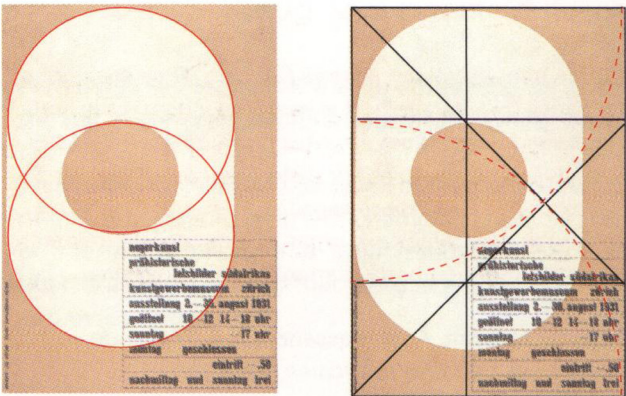 negerkunst
prähistorische
felsbilder südafrikas
kunstgewerbemuseum zürich
ausstellung 2.-30. august 1931
geöffnet 10-12 14-18 uhr
sonntag -17 uhr
montag geschlossen
eintritt -.50
nachmittag und sonntag frei
negerkunst
prähistorische
felsbilder südafrikas
kunstgewerbemuseum zürich
ausstellung 2.-30. august 1931
geöffnet 10-12 14-18 uhr
sonntag -17 uhr
montag geschlossen
eintritt -.50
nachmittag und sonntag frei